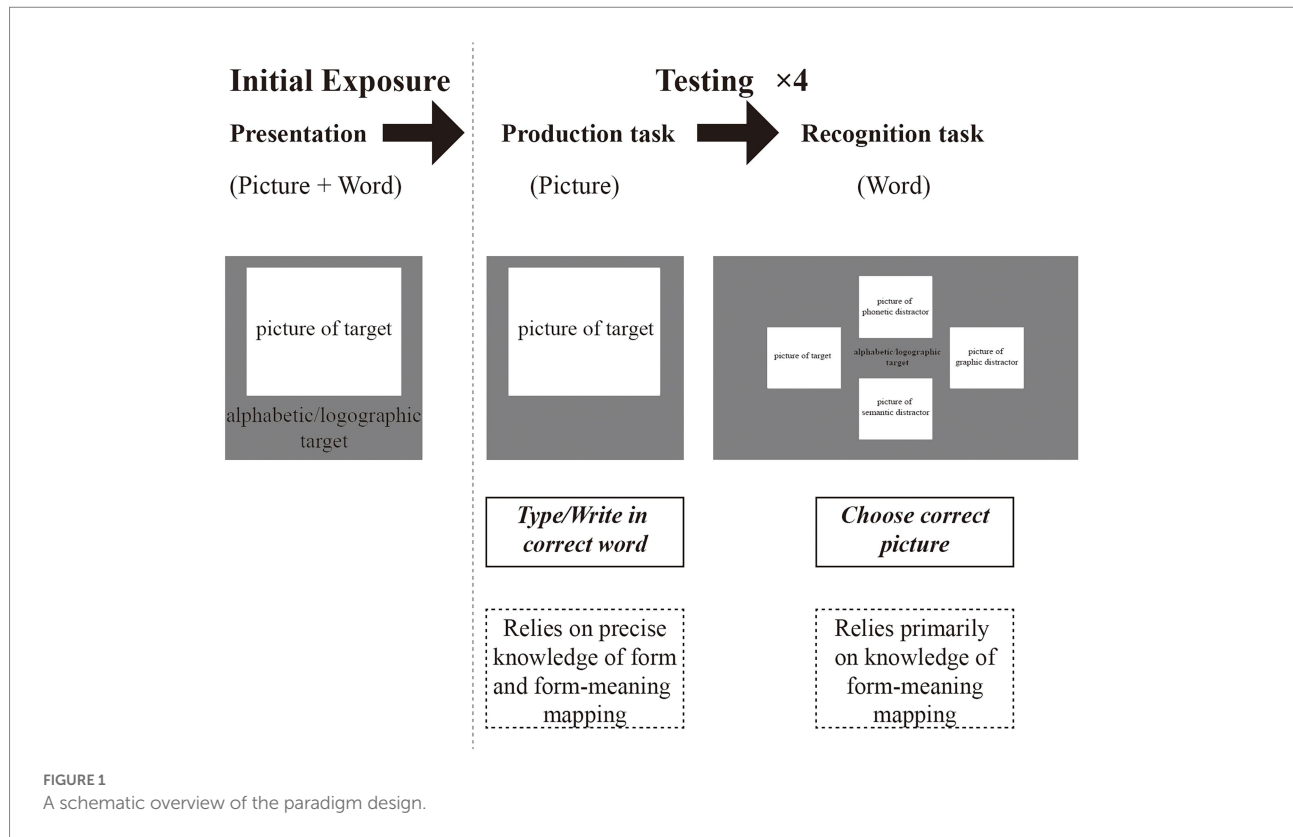 Initial Exposure
Testing ×4
Presentation
Production task
Recognition task
(Picture + Word)
(Picture)
(Word)
picture of target
alphabetic/logographic
target
picture of target
picture of
phonetic distractor
picture of target
alphabetic/logographic
target
picture of
graphic distractor
picture of
semantic distractor
Type/Write in
correct word
Choose correct
picture
Relies on precise
knowledge of form
and form-meaning
mapping
Relies primarily
on knowledge of
form-meaning
mapping
FIGURE 1
A schematic overview of the paradigm design.